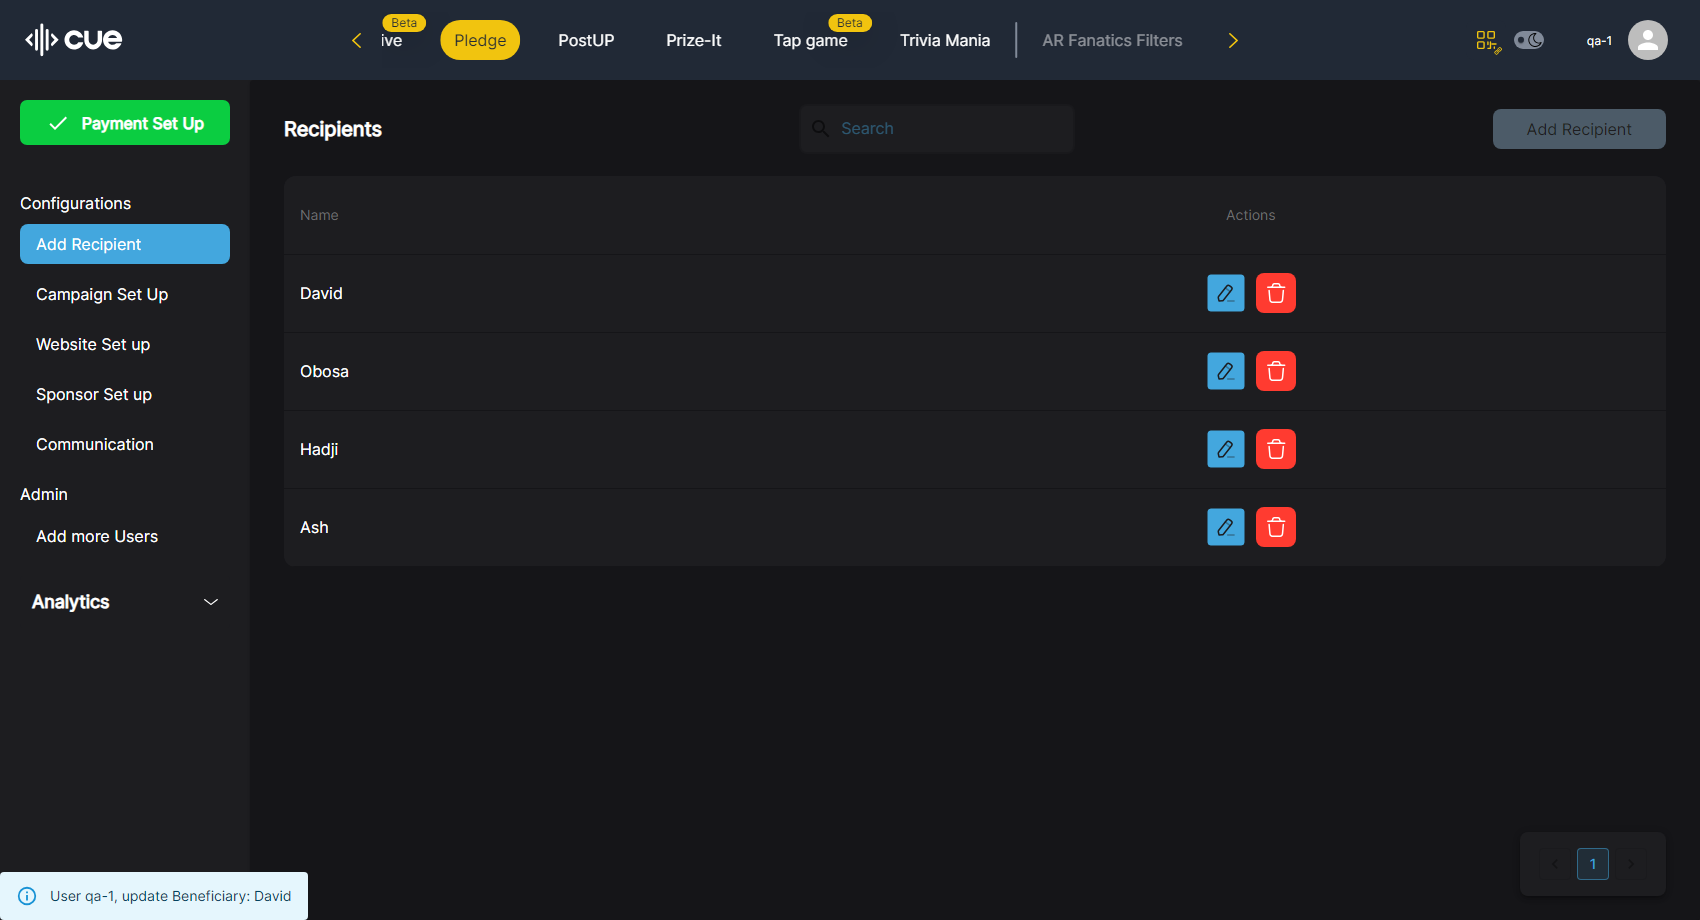 cue
Beta
ive
Pledge
PostUP
Prize-It
Beta
Tap game
Trivia Mania
AR Fanatics Filters
qa-1
Payment Set Up
Configurations
Add Recipient
Campaign Set Up
Website Set up
Sponsor Set up
Communication
Admin
Add more Users
Analytics
Recipients
Search
Add Recipient
Name
Actions
David
Obosa
Hadji
Ash
1
User qa-1, update Beneficiary: David